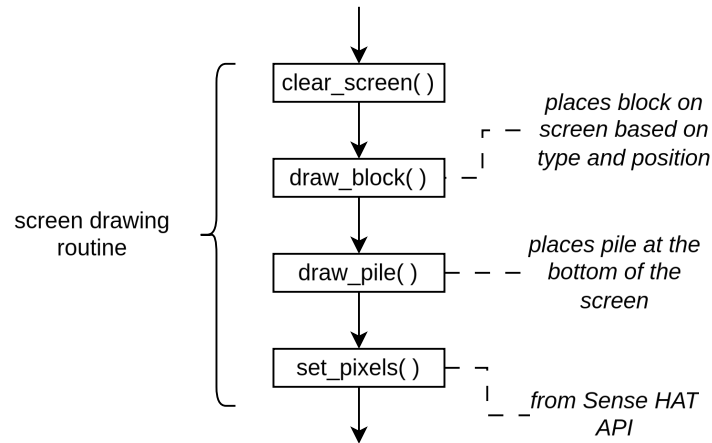 clear_screen( )
places block on
screen based on
type and position
draw_block( )
screen drawing
routine
draw_pile( )
places pile at the
bottom of the
screen
set_pixels( )
from Sense HAT
API